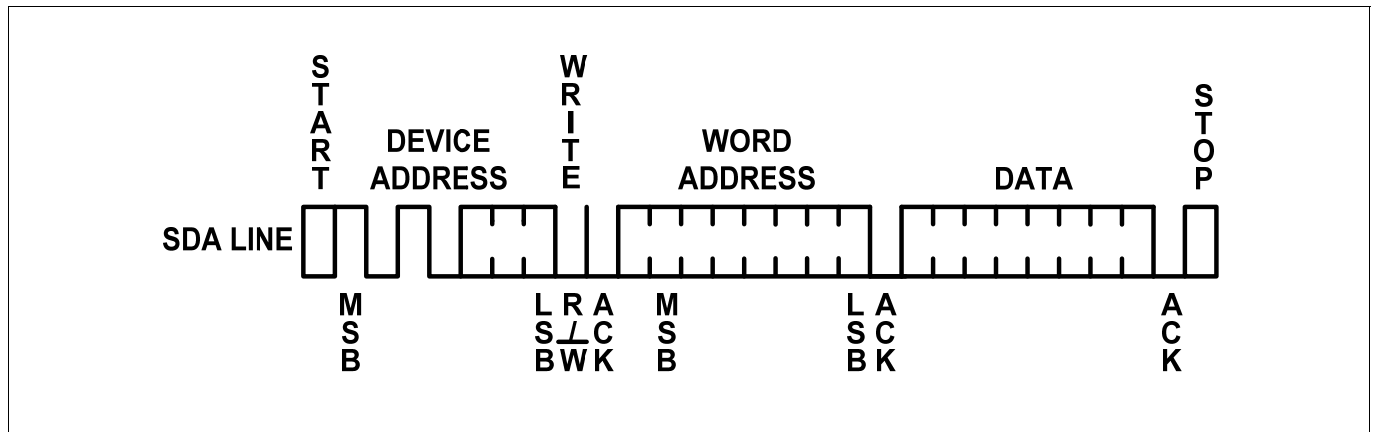 START
DEVICE
ADDRESS
WRITE
WORD
ADDRESS
DATA
STOP
SDA LINE
MSB
LSB
R/W
ACK
MSB
LSB
ACK
ACK